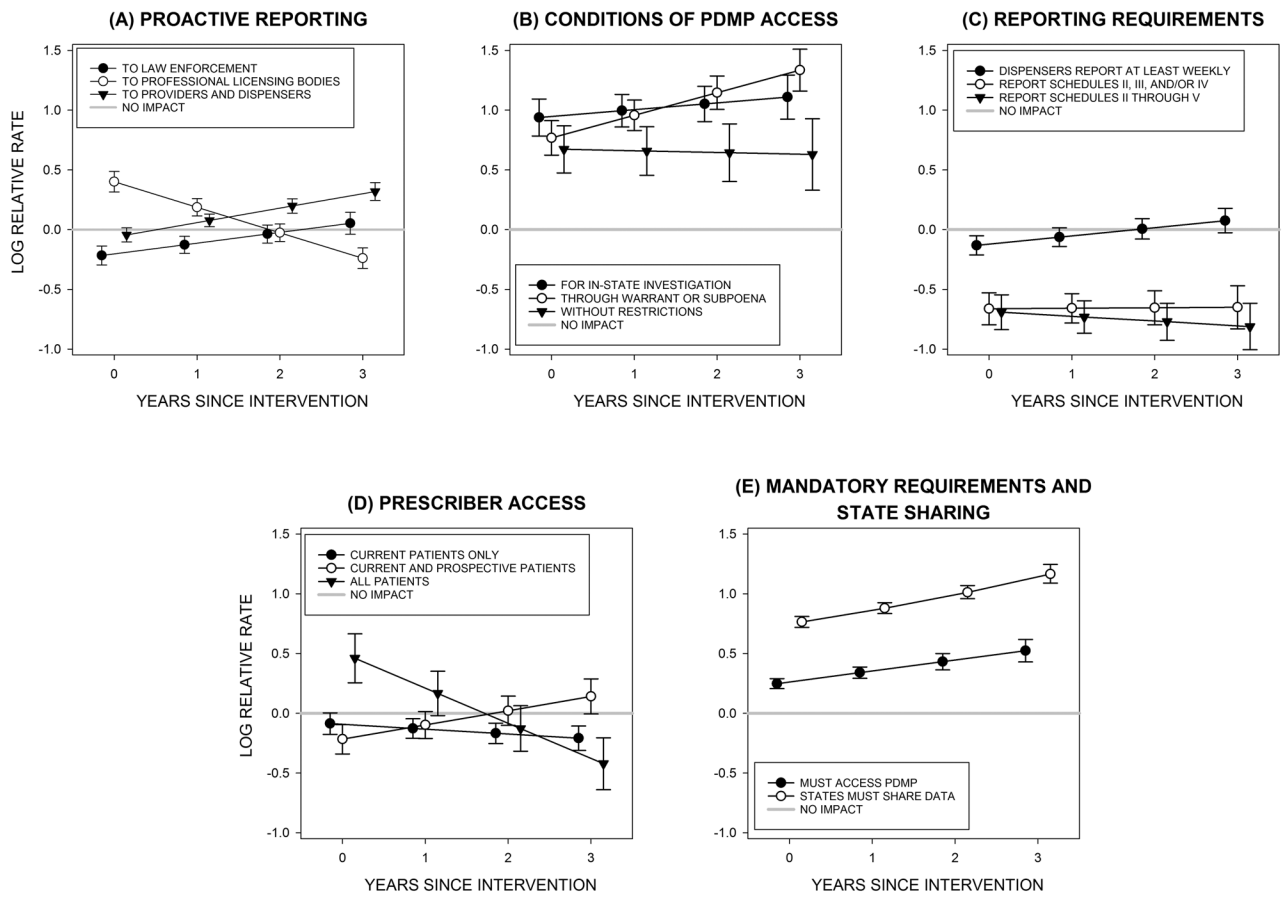 (A) PROACTIVE REPORTING
TO LAW ENFORCEMENT
TO PROFESSIONAL LICENSING BODIES
TO PROVIDERS AND DISPENSERS
NO IMPACT
LOG RELATIVE RATE
1.5
1.0
0.5
0.0
-0.5
-1.0
0 1 2 3
YEARS SINCE INTERVENTION
(B) CONDITIONS OF PDMP ACCESS
1.5
1.0
0.5
0.0
-0.5
-1.0
FOR IN-STATE INVESTIGATION
THROUGH WARRANT OR SUBPOENA
WITHOUT RESTRICTIONS
NO IMPACT
0 1 2 3
YEARS SINCE INTERVENTION
(C) REPORTING REQUIREMENTS
DISPENSERS REPORT AT LEAST WEEKLY
REPORT SCHEDULES II, III, AND/OR IV
REPORT SCHEDULES II THROUGH V
NO IMPACT
1.5
1.0
0.5
0.0
-0.5
-1.0
0 1 2 3
YEARS SINCE INTERVENTION
(D) PRESCRIBER ACCESS
CURRENT PATIENTS ONLY
CURRENT AND PROSPECTIVE PATIENTS
ALL PATIENTS
NO IMPACT
LOG RELATIVE RATE
1.5
1.0
0.5
0.0
-0.5
-1.0
0 1 2 3
YEARS SINCE INTERVENTION
(E) MANDATORY REQUIREMENTS AND
STATE SHARING
1.5
1.0
0.5
0.0
-0.5
-1.0
MUST ACCESS PDMP
STATES MUST SHARE DATA
NO IMPACT
0 1 2 3
YEARS SINCE INTERVENTION